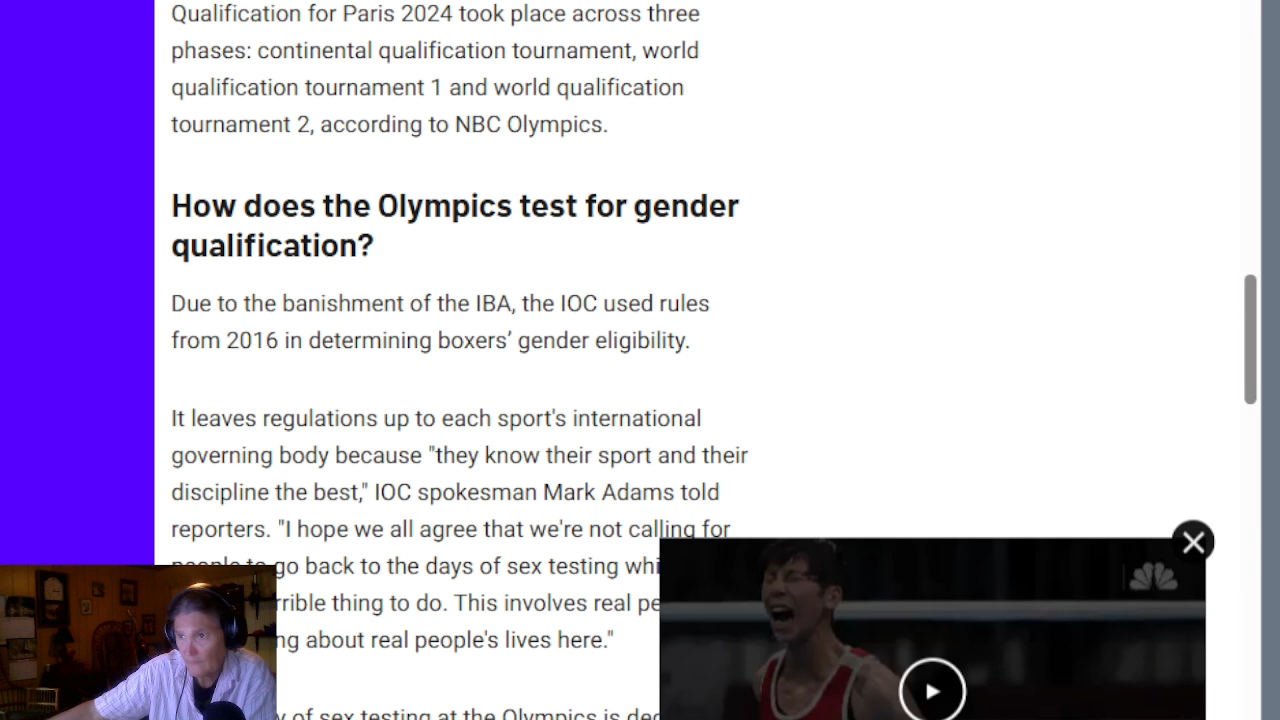 Qualification for Paris 2024 took place across three
phases: continental qualification tournament, world
qualification tournament 1 and world qualification
tournament 2, according to NBC Olympics.
How does the Olympics test for gender
qualification?
Due to the banishment of the IBA, the IOC used rules
from 2016 in determining boxers’ gender eligibility.
It leaves regulations up to each sport's international
governing body because "they know their sport and their
discipline the best," IOC spokesman Mark Adams told
reporters. "I hope we all agree that we're not calling for
people to go back to the days of sex testing whi
rrible thing to do. This involves real pe
ng about real people's lives here."
y of sex testing at the Olympics is dec